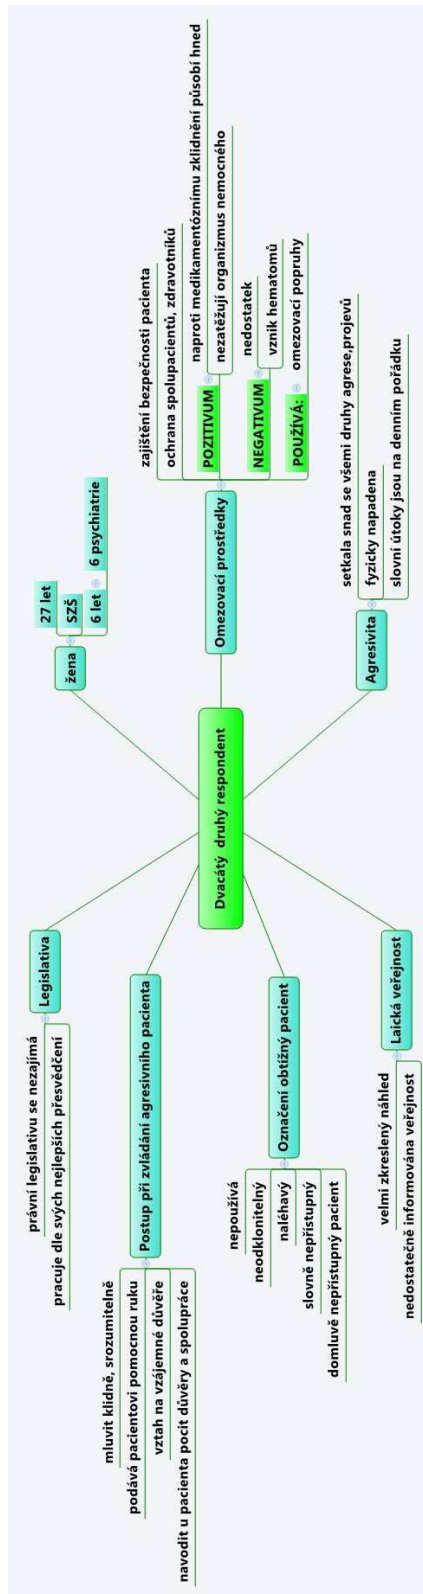 Dvacátý druhý respondent
žena
27 let
SZŠ
6 let
6 psychiatrie
Omezovací prostředky
zajištění bezpečnosti pacienta
ochrana spolupacientů, zdravotníků
POZITIVUM
naproti medikamentóznímu zklidnění působí hned
nezatěžují organizmus nemocného
NEGATIVUM
nedostatek
vznik hematomů
POUŽÍVÁ:
omezovací popruhy
Agresivita
setkala snad se všemi druhy agrese,projevů
fyzicky napadena
slovní útoky jsou na denním pořádku
Legislativa
právní legislativu se nezajímá
pracuje dle svých nejlepších přesvědčení
Postup při zvládání agresivního pacienta
mluvit klidně, srozumitelně
podává pacientovi pomocnou ruku
vztah na vzájemné důvěře
navodit u pacienta pocit důvěry a spolupráce
Označení obtížný pacient
nepoužívá
neodklonitelný
naléhavý
slovně nepřístupný
domluvě nepřístupný pacient
Laická veřejnost
velmi zkreslený náhled
nedostatečně informována veřejnost